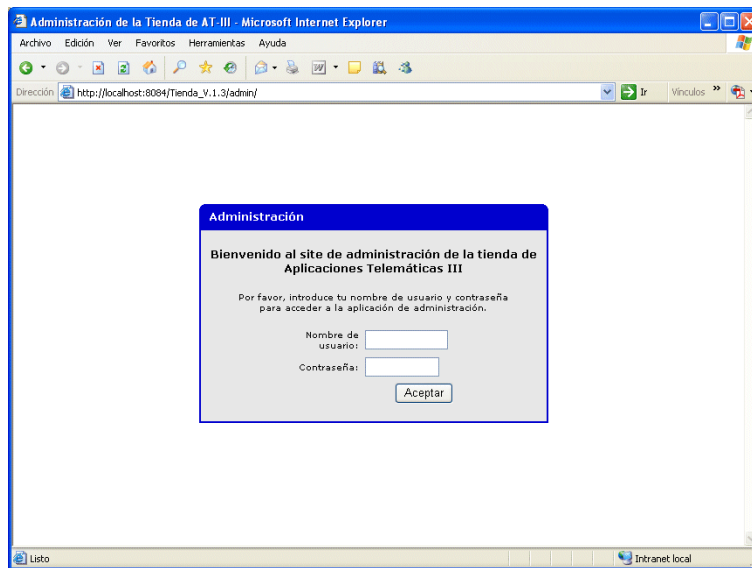 Administración de la Tienda de AT-III - Microsoft Internet Explorer
Archivo Edición Ver Favoritos Herramientas Ayuda
Dirección http://localhost:8084/Tienda_V.1.3/admin/ Ir Vínculos »
Administración
Bienvenido al site de administración de la tienda de
Aplicaciones Telemáticas III
Por favor, introduce tu nombre de usuario y contraseña
para acceder a la aplicación de administración.
Nombre de
usuario:
Contraseña:
Aceptar
Listo Intranet local